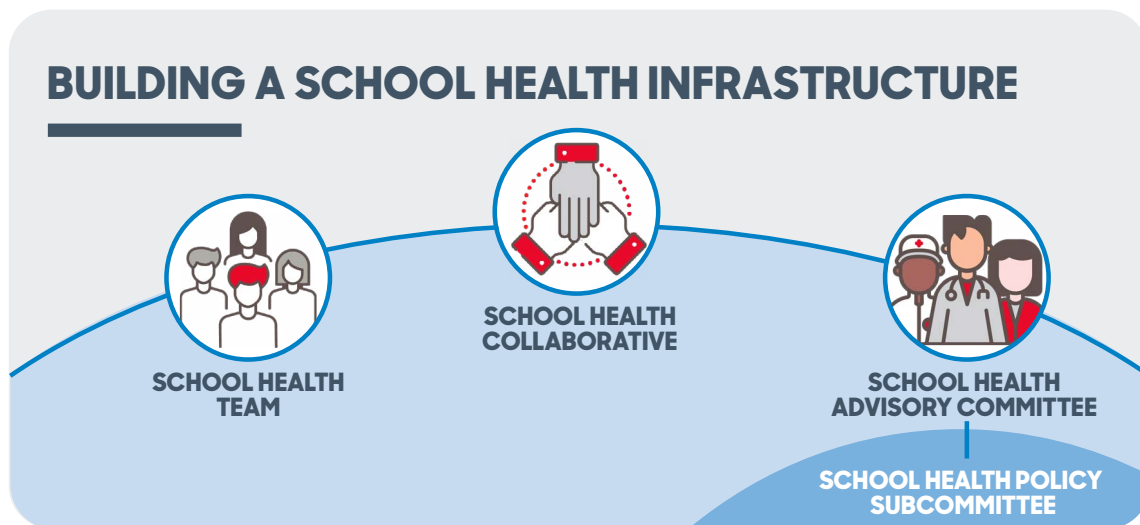 BUILDING A SCHOOL HEALTH INFRASTRUCTURE
SCHOOL HEALTH
TEAM
SCHOOL HEALTH
COLLABORATIVE
SCHOOL HEALTH
ADVISORY COMMITTEE
SCHOOL HEALTH POLICY
SUBCOMMITTEE